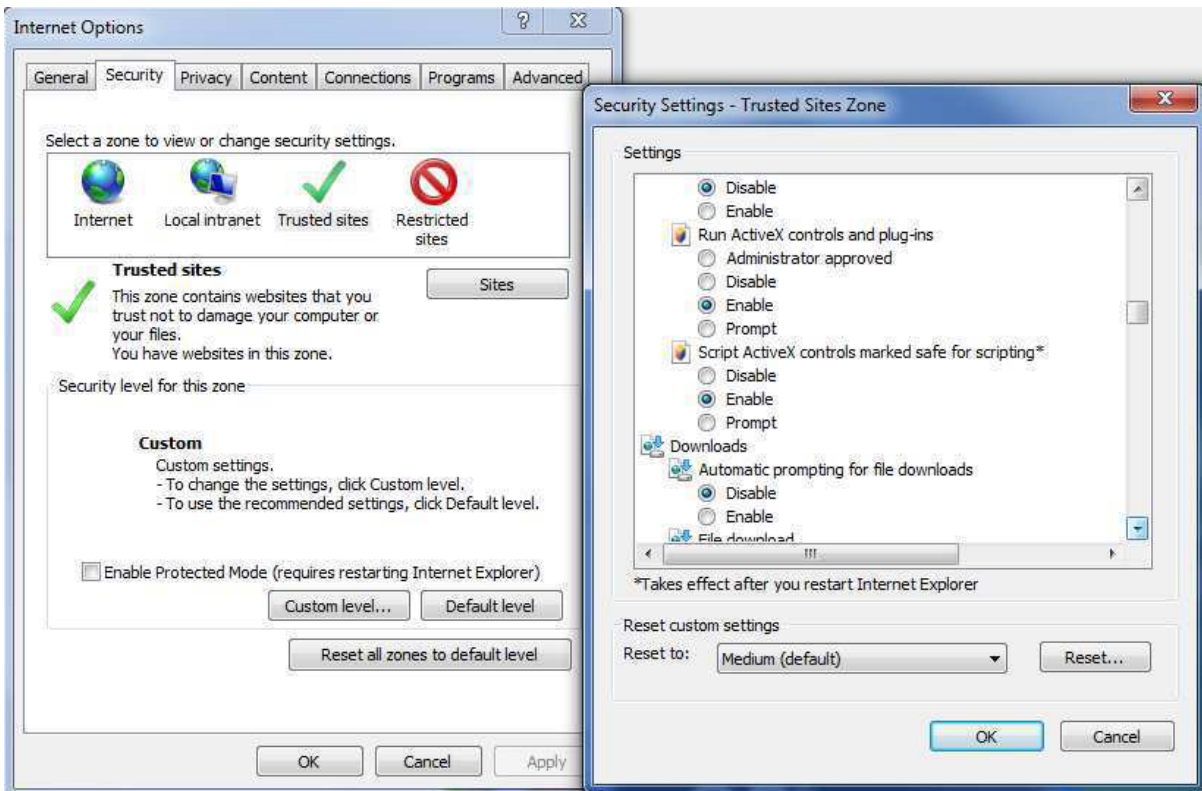 Internet Options
General Security Privacy Content Connections Programs Advanced
Select a zone to view or change security settings.
Internet
Local intranet
Trusted sites
Restricted
sites
Trusted sites
This zone contains websites that you
trust not to damage your computer or
your files.
You have websites in this zone.
Sites
Security level for this zone
Custom
Custom settings.
- To change the settings, click Custom level.
- To use the recommended settings, click Default level.
Enable Protected Mode (requires restarting Internet Explorer)
Custom level... Default level
Reset all zones to default level
OK Cancel Apply
Security Settings - Trusted Sites Zone
Settings
Disable
Enable
Run ActiveX controls and plug-ins
Administrator approved
Disable
Enable
Prompt
Script ActiveX controls marked safe for scripting*
Disable
Enable
Prompt
Downloads
Automatic prompting for file downloads
Disable
Enable
File download
*Takes effect after you restart Internet Explorer
Reset custom settings
Reset to: Medium (default) Reset...
OK Cancel